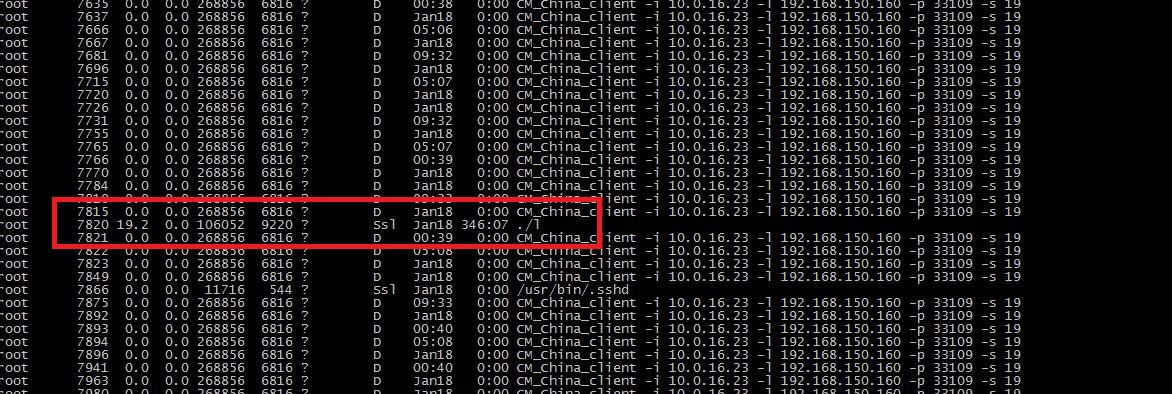 root 7635 0.0 0.0 268856 6816 ? D 00:38 0:00 CM_China_client -i 10.0.16.23 -l 192.168.150.160 -p 33109 -s 19
root 7637 0.0 0.0 268856 6816 ? D Jan18 0:00 CM_China_client -i 10.0.16.23 -l 192.168.150.160 -p 33109 -s 19
root 7666 0.0 0.0 268856 6816 ? D 05:06 0:00 CM_China_client -i 10.0.16.23 -l 192.168.150.160 -p 33109 -s 19
root 7667 0.0 0.0 268856 6816 ? D Jan18 0:00 CM_China_client -i 10.0.16.23 -l 192.168.150.160 -p 33109 -s 19
root 7681 0.0 0.0 268856 6816 ? D 09:32 0:00 CM_China_client -i 10.0.16.23 -l 192.168.150.160 -p 33109 -s 19
root 7696 0.0 0.0 268856 6816 ? D Jan18 0:00 CM_China_client -i 10.0.16.23 -l 192.168.150.160 -p 33109 -s 19
root 7715 0.0 0.0 268856 6816 ? D 05:07 0:00 CM_China_client -i 10.0.16.23 -l 192.168.150.160 -p 33109 -s 19
root 7720 0.0 0.0 268856 6816 ? D Jan18 0:00 CM_China_client -i 10.0.16.23 -l 192.168.150.160 -p 33109 -s 19
root 7726 0.0 0.0 268856 6816 ? D Jan18 0:00 CM_China_client -i 10.0.16.23 -l 192.168.150.160 -p 33109 -s 19
root 7731 0.0 0.0 268856 6816 ? D 09:32 0:00 CM_China_client -i 10.0.16.23 -l 192.168.150.160 -p 33109 -s 19
root 7755 0.0 0.0 268856 6816 ? D 05:07 0:00 CM_China_client -i 10.0.16.23 -l 192.168.150.160 -p 33109 -s 19
root 7766 0.0 0.0 268856 6816 ? D 00:39 0:00 CM_China_client -i 10.0.16.23 -l 192.168.150.160 -p 33109 -s 19
root 7770 0.0 0.0 268856 6816 ? D Jan18 0:00 CM_China_client -i 10.0.16.23 -l 192.168.150.160 -p 33109 -s 19
root 7784 0.0 0.0 268856 6816 ? D Jan18 0:00 CM_China_client -i 10.0.16.23 -l 192.168.150.160 -p 33109 -s 19
root 0.0 0.0 268856 6816 ? D 0:00 CM_China_client -i 10.0.16.23 -l 192.168.150.160 -p 33109 -s 19
root 7815 0.0 0.0 268856 6816 ? D Jan18 0:00 CM_China_client -i 10.0.16.23 -l 192.168.150.160 -p 33109 -s 19
root 7820 19.2 0.0 106052 9220 ? Ssl Jan18 346:07 ./l
root 7821 0.0 0.0 268856 6816 ? D 00:39 0:00 CM_China_client -i 10.0.16.23 -l 192.168.150.160 -p 33109 -s 19
root 7822 0.0 0.0 268856 6816 ? D 05:08 0:00 CM_China_client -i 10.0.16.23 -l 192.168.150.160 -p 33109 -s 19
root 7823 0.0 0.0 268856 6816 ? D Jan18 0:00 CM_China_client -i 10.0.16.23 -l 192.168.150.160 -p 33109 -s 19
root 7849 0.0 0.0 268856 6816 ? D Jan18 0:00 CM_China_client -i 10.0.16.23 -l 192.168.150.160 -p 33109 -s 19
root 7866 0.0 0.0 11716 544 ? Ssl Jan18 0:00 /usr/bin/.sshd
root 7875 0.0 0.0 268856 6816 ? D 09:33 0:00 CM_China_client -i 10.0.16.23 -l 192.168.150.160 -p 33109 -s 19
root 7892 0.0 0.0 268856 6816 ? D Jan18 0:00 CM_China_client -i 10.0.16.23 -l 192.168.150.160 -p 33109 -s 19
root 7893 0.0 0.0 268856 6816 ? D 00:40 0:00 CM_China_client -i 10.0.16.23 -l 192.168.150.160 -p 33109 -s 19
root 7894 0.0 0.0 268856 6816 ? D 05:08 0:00 CM_China_client -i 10.0.16.23 -l 192.168.150.160 -p 33109 -s 19
root 7896 0.0 0.0 268856 6816 ? D Jan18 0:00 CM_China_client -i 10.0.16.23 -l 192.168.150.160 -p 33109 -s 19
root 7941 0.0 0.0 268856 6816 ? D 00:40 0:00 CM_China_client -i 10.0.16.23 -l 192.168.150.160 -p 33109 -s 19
root 7963 0.0 0.0 268856 6816 ? D Jan18 0:00 CM_China_client -i 10.0.16.23 -l 192.168.150.160 -p 33109 -s 19
root 7980 0.0 0.0 268856 6816 ? D Jan18 0:00 CM_China_client -i 10.0.16.23 -l 192.168.150.160 -p 33109 -s 19